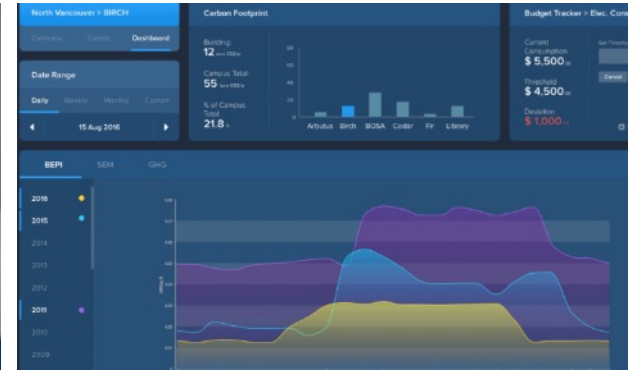 North Vancouver > BIRCH
Overview Events Dashboard
Date Range
Daily Weekly Monthly Custom
15 Aug 2016
Carbon Footprint
Building:
12
Campus Total:
55
% of Campus
Total:
21.8
Arbutus Birch BOSA Cedar Fir Library
Budget Tracker > Elec. Cons
Current
Consumption
$ 5,500
Threshold
$ 4,500
Deviation
$ 1,000
Cancel
BEPI SEM GHG
2016
2015
2014
2013
2012
2011
2010
2009